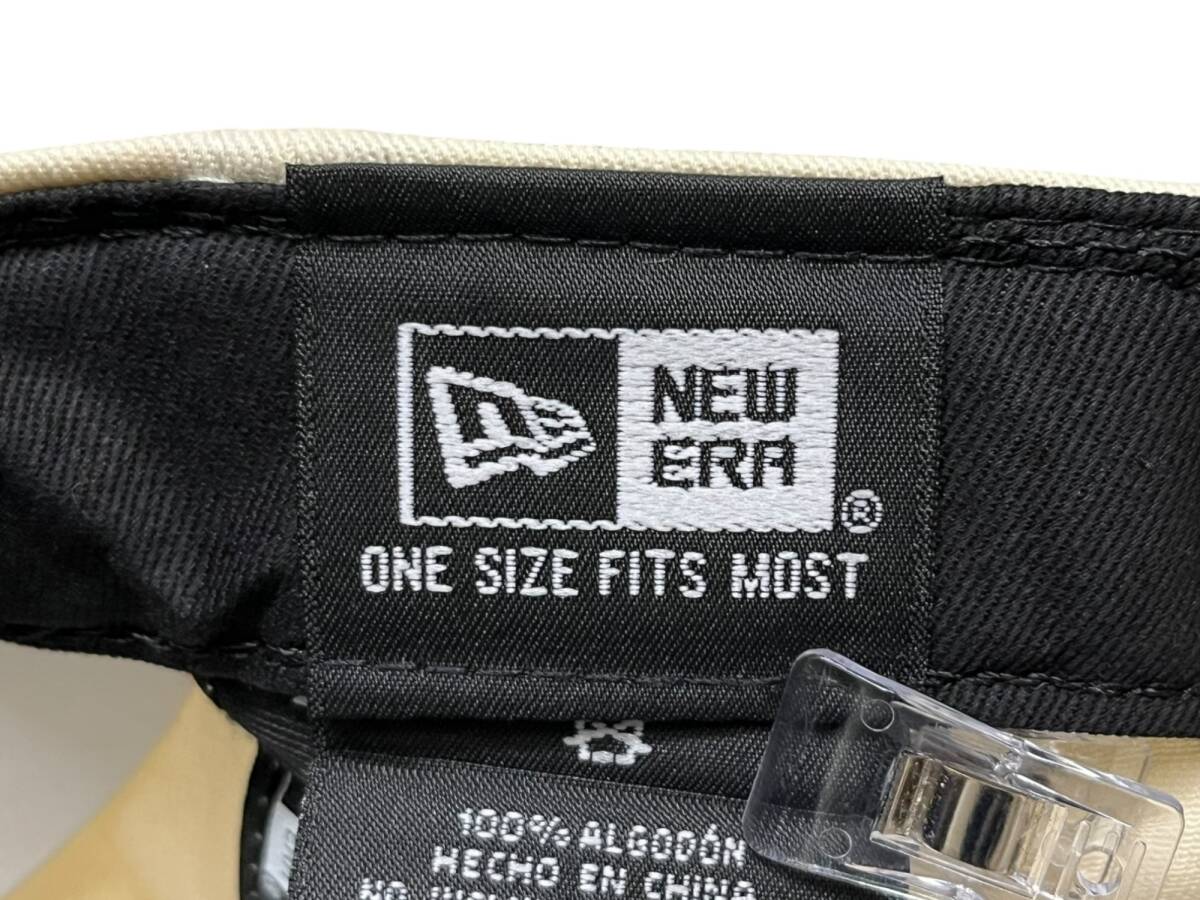 NEW
ERA
®
ONE SIZE FITS MOST
100% ALGODÓN
HECHO EN CHINA